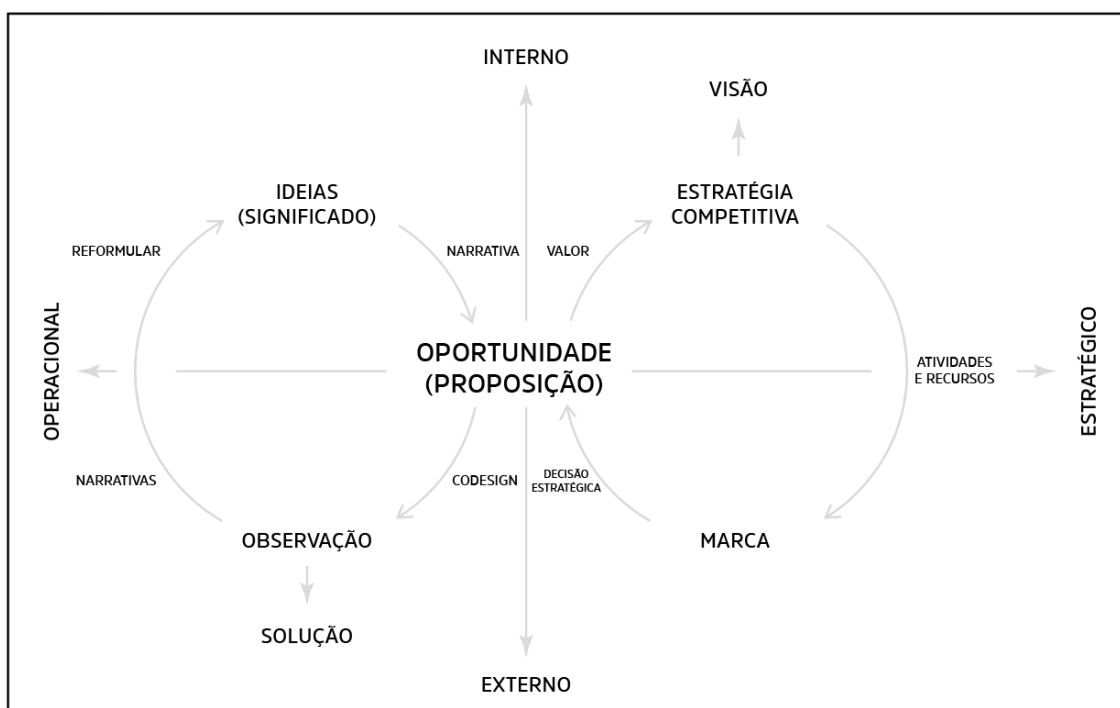 INTERNO
VISÃO
IDEIAS
(SIGNIFICADO)
ESTRATÉGIA
COMPETITIVA
REFORMULAR
NARRATIVA
VALOR
OPERACIONAL
OPORTUNIDADE
(PROPOSIÇÃO)
ATIVIDADES
E RECURSOS
ESTRATÉGICO
NARRATIVAS
CODESIGN
DECISÃO
ESTRATÉGICA
OBSERVAÇÃO
MARCA
SOLUÇÃO
EXTERNO